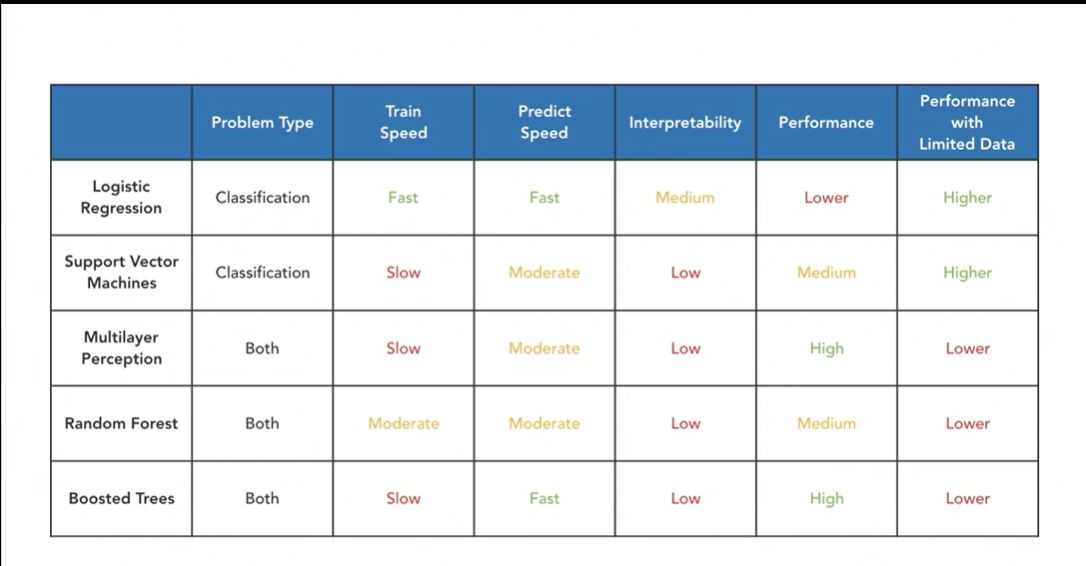 Problem Type
Train
Speed
Predict
Speed
Interpretability
Performance
Performance
with
Limited Data
Logistic
Regression
Classification
Fast
Fast
Medium
Lower
Higher
Support Vector
Machines
Classification
Slow
Moderate
Low
Medium
Higher
Multilayer
Perception
Both
Slow
Moderate
Low
High
Lower
Random Forest
Both
Moderate
Moderate
Low
Medium
Lower
Boosted Trees
Both
Slow
Fast
Low
High
Lower